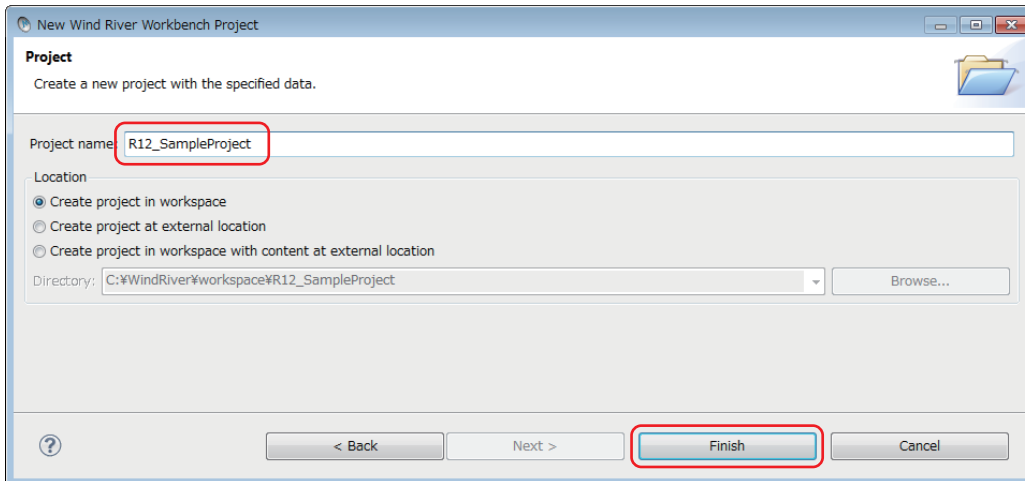 New Wind River Workbench Project
Project
Create a new project with the specified data.
Project name: R12_SampleProject
Location
Create project in workspace
Create project at external location
Create project in workspace with content at external location
Directory: C:¥WindRiver¥workspace¥R12_SampleProject Browse...
? < Back Next > Finish Cancel